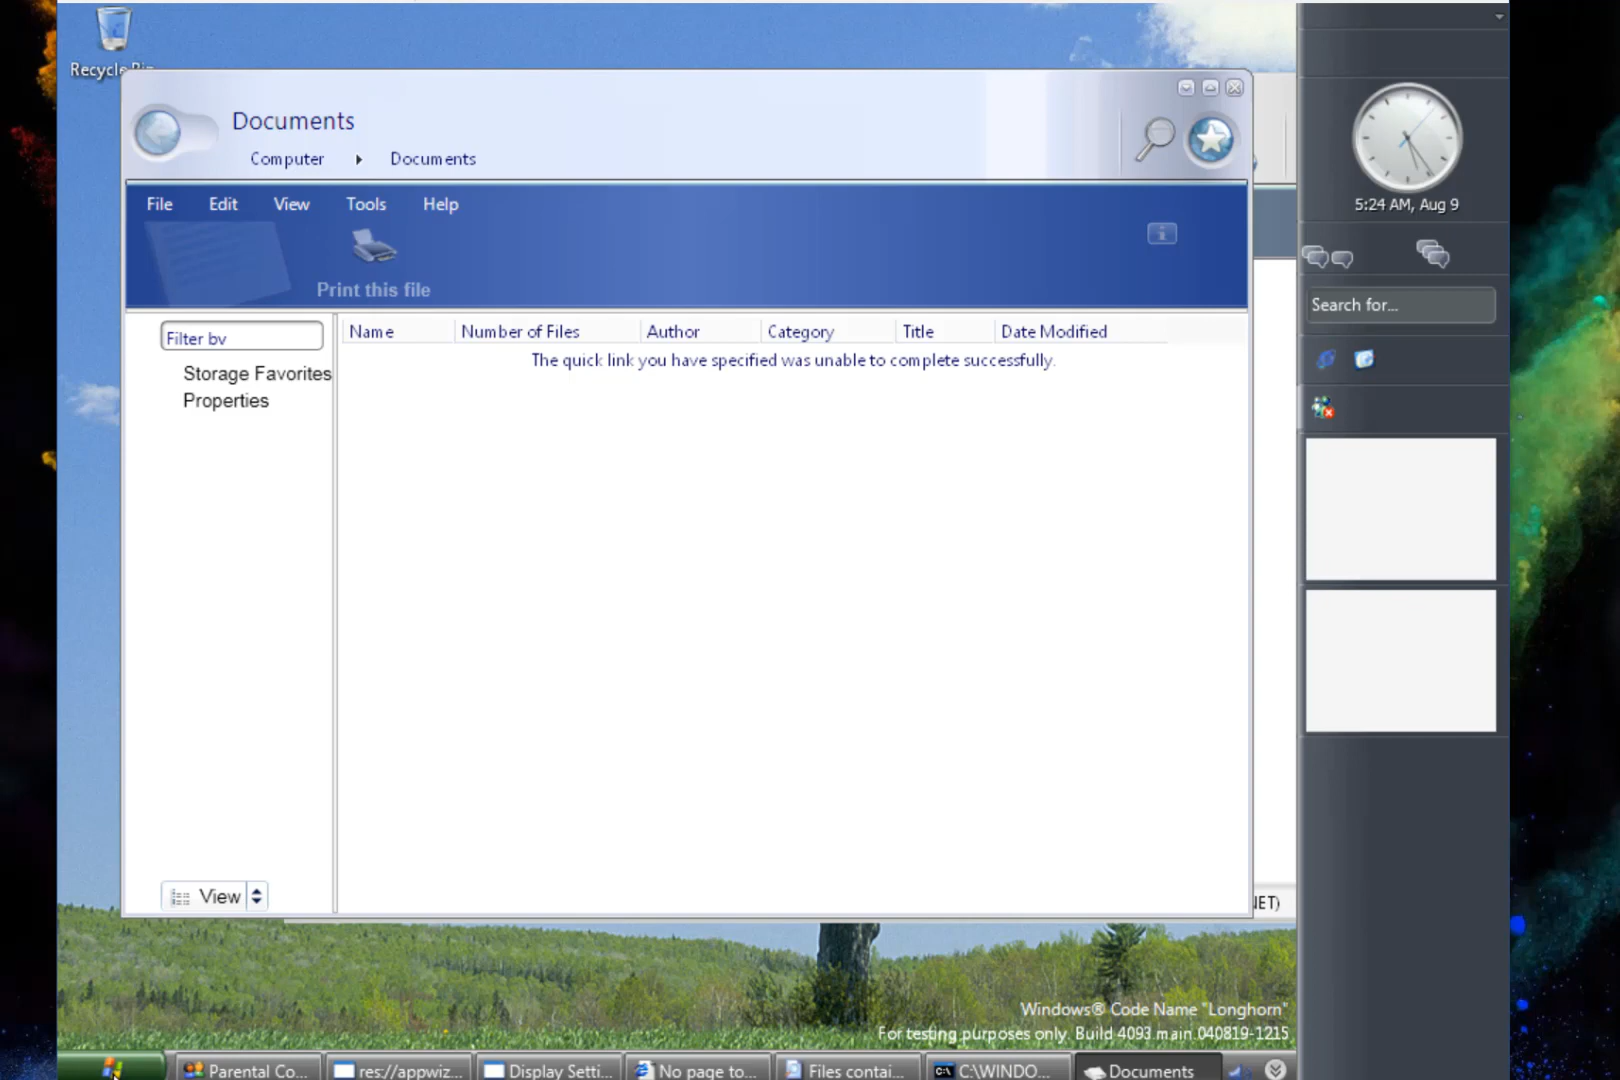 Recycle Bin
Documents
Computer
Documents
File Edit View Tools Help
Print this file
Filter by
Storage Favorites
Properties
Name Number of Files Author Category Title Date Modified
The quick link you have specified was unable to complete successfully.
View
5:24 AM, Aug 9
Search for...
NET)
Windows® Code Name "Longhorn"
For testing purposes only. Build 4093.main.040819-1215
Parental Co...
res://appwiz...
Display Setti...
No page to...
Files contai...
C:\WINDO...
Documents